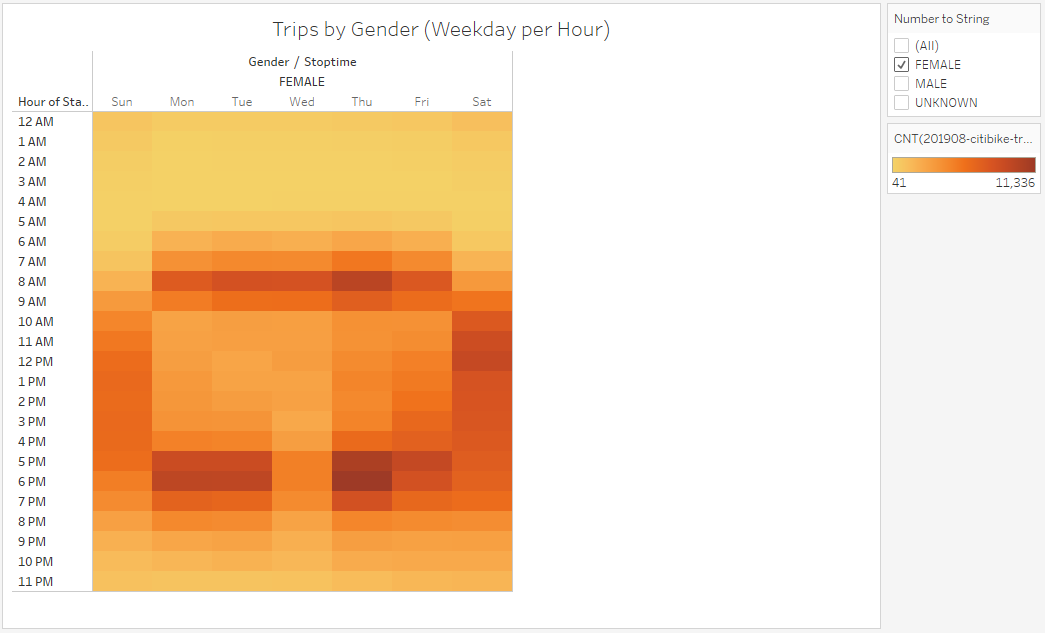 Trips by Gender (Weekday per Hour)
Gender / Stoptime
FEMALE
Hour of Sta.. Sun Mon Tue Wed Thu Fri Sat
12 AM
1 AM
2 AM
3 AM
4 AM
5 AM
6 AM
7 AM
8 AM
9 AM
10 AM
11 AM
12 PM
1 PM
2 PM
3 PM
4 PM
5 PM
6 PM
7 PM
8 PM
9 PM
10 PM
11 PM
Number to String
(All)
FEMALE
MALE
UNKNOWN
CNT(201908-citibike-tr...
41 11,336